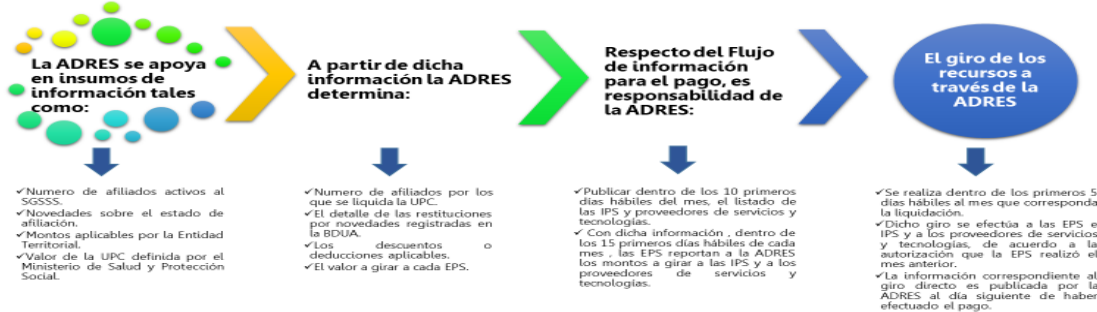 La ADRES se apoya
en insumos de
información tales
como:
✓Numero de afiliados activos al
SGSSS.
✓Novedades sobre el estado de
afiliación.
✓Montos aplicables por la Entidad
Territorial.
✓Valor de la UPC definida por el
Ministerio de Salud y Protección
Social.
A partir de dicha
información la ADRES
determina:
✓Numero de afiliados por los
que se liquida la UPC.
✓El detalle de las restituciones
por novedades registradas en
la BDUA.
✓Los descuentos o
deducciones aplicables.
✓El valor a girar a cada EPS.
Respecto del Flujo
de información
para el pago, es
responsabilidad de
la ADRES:
✓Publicar dentro de los 10 primeros
días hábiles del mes, el listado de
las IPS y proveedores de servicios y
tecnologías.
✓ Con dicha información , dentro de
los 15 primeros días hábiles de cada
mes , las EPS reportan a la ADRES
los montos a girar a las IPS y a los
proveedores de servicios y
tecnologías.
El giro de los
recursos a
través de la
ADRES
✓Se realiza dentro de los primeros 5
días hábiles al mes que corresponda
la liquidación.
✓Dicho giro se efectúa a las EPS e
IPS y a los proveedores de servicios
y tecnologías, de acuerdo a la
autorización que la EPS realizó el
mes anterior.
✓La información correspondiente al
giro directo es publicada por la
ADRES al día siguiente de haber
efectuado el pago.